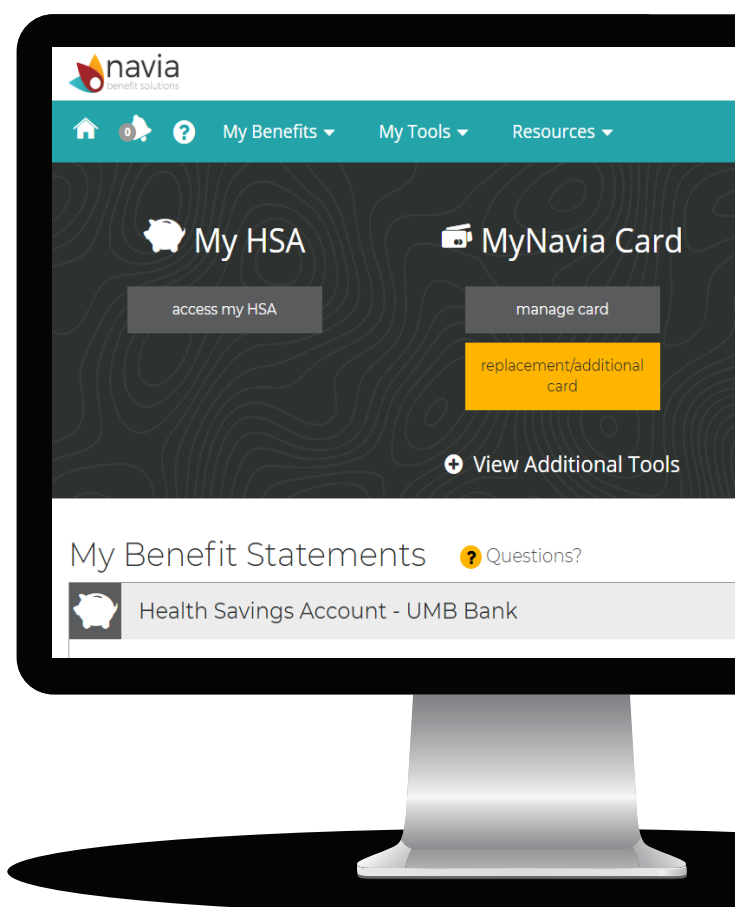 navia
benefit solutions
0 ? My Benefits My Tools Resources
My HSA MyNavia Card
access my HSA manage card
replacement/additional
card
View Additional Tools
My Benefit Statements ? Questions?
Health Savings Account - UMB Bank